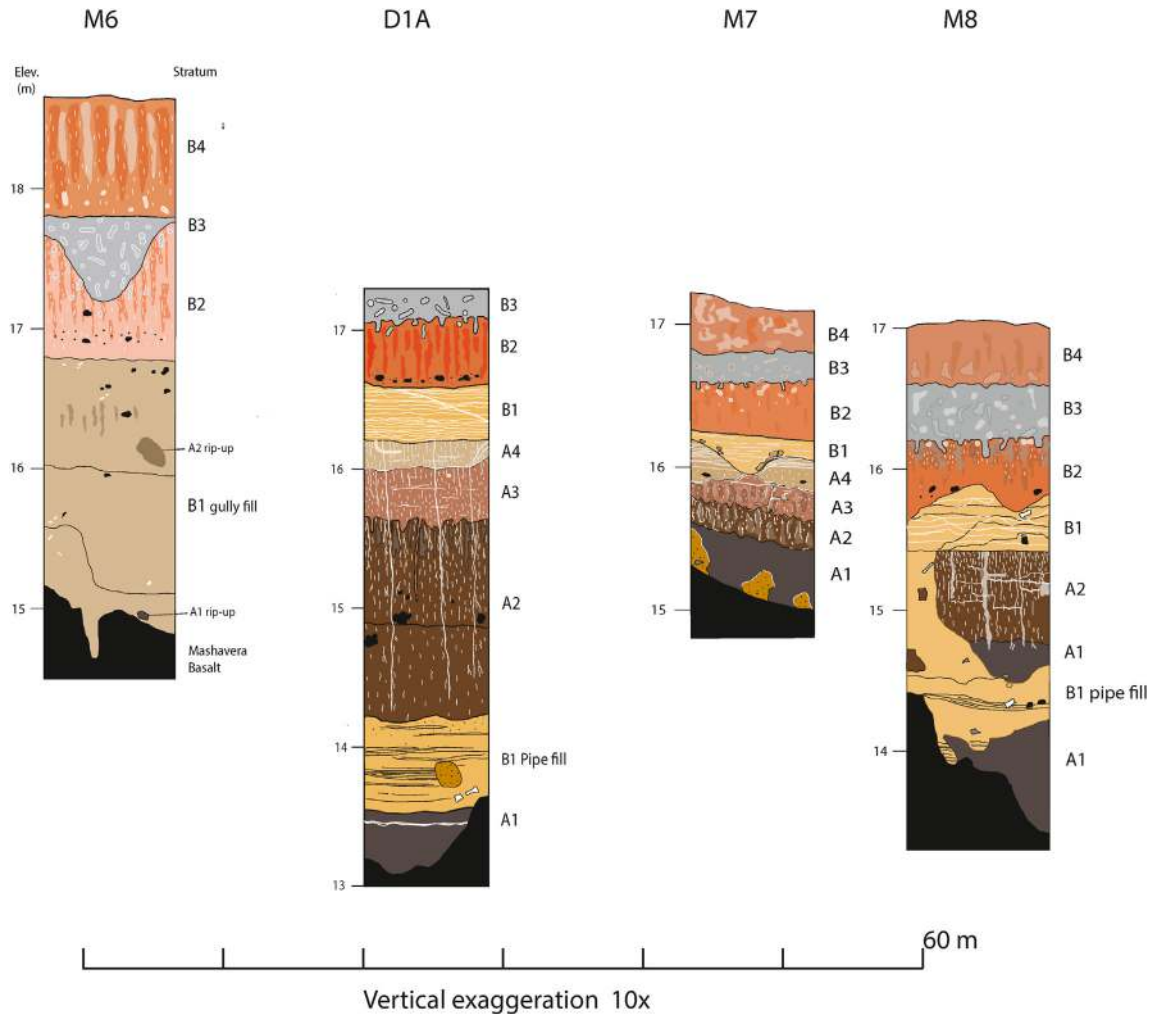 M6
D1A
M7
M8
Elev.
(m)
Stratum
B4
18
B3
B2
17
A2 rip-up
16
B1 gully fill
A1 rip-up
15
Mashavera
Basalt
B3
17
B2
B1
A4
16
A3
A2
15
14
B1 Pipe fill
A1
13
17
B4
B3
B2
B1
16
A4
A3
A2
A1
15
17
B4
B3
16
B2
B1
A2
15
A1
B1 pipe fill
14
A1
60 m
Vertical exaggeration 10x